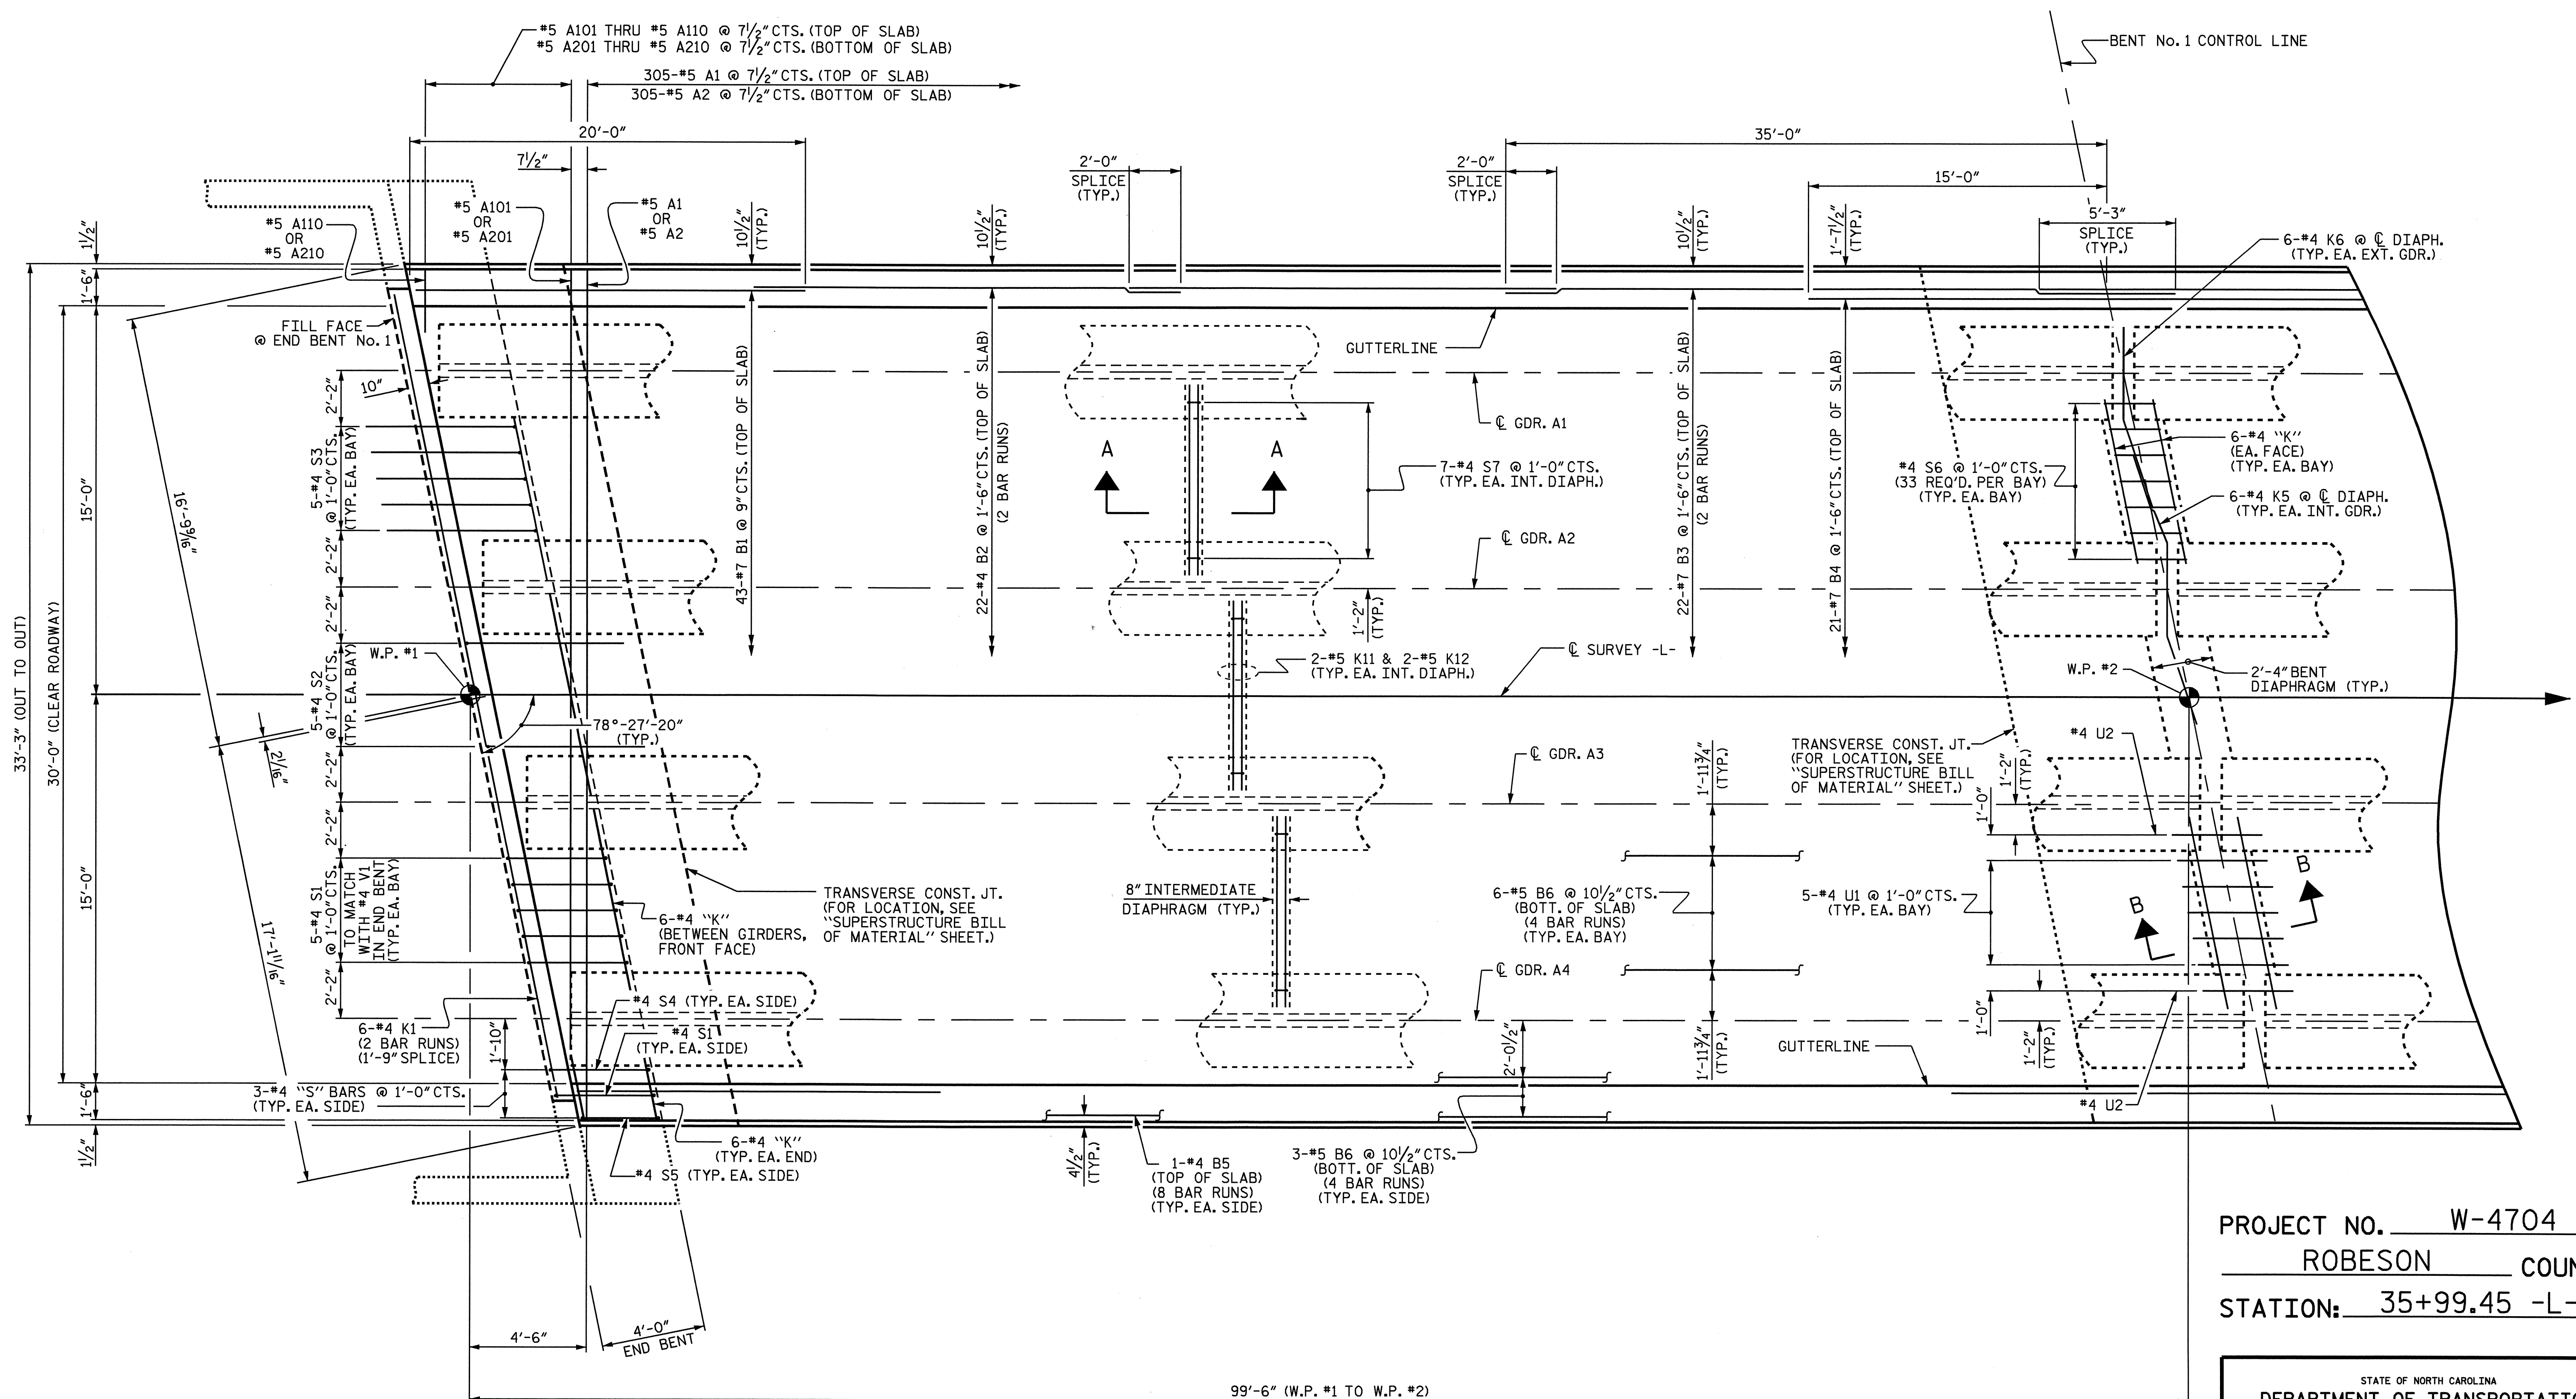 #5 A101 THRU #5 A110 @ 7½" CTS. (TOP OF SLAB)
#5 A201 THRU #5 A210 @ 7½" CTS. (BOTTOM OF SLAB)
305-#5 A1 @ 7½" CTS. (TOP OF SLAB)
305-#5 A2 @ 7½" CTS. (BOTTOM OF SLAB)
BENT No. 1 CONTROL LINE
20'-0"
7½"
35'-0"
2'-0"
SPLICE
(TYP.)
2'-0"
SPLICE
(TYP.)
15'-0"
5'-3"
SPLICE
(TYP.)
#5 A110
OR
#5 A210
#5 A101
OR
#5 A201
#5 A1
OR
#5 A2
10½"
(TYP.)
10½"
(TYP.)
10½"
(TYP.)
1'-7½"
(TYP.)
6-#4 K6 @ ℄ DIAPH.
(TYP. EA. EXT. GDR.)
1½"
1'-6"
FILL FACE
@ END BENT No. 1
10"
GUTTERLINE
33'-3" (OUT TO OUT)
30'-0" (CLEAR ROADWAY)
15'-0"
15'-0"
16'-9⁹⁄₁₆"
2¹⁄₁₆"
17'-1¹¹⁄₁₆"
2'-2"
5-#4 S3
@ 1'-0" CTS.
(TYP. EA. BAY)
2'-2"
2'-2"
5-#4 S2
@ 1'-0" CTS.
(TYP. EA. BAY)
2'-2"
2'-2"
5-#4 S1
@ 1'-0" CTS.
TO MATCH
WITH #4 V1
IN END BENT
(TYP. EA. BAY)
2'-2"
43-#7 B1 @ 9" CTS. (TOP OF SLAB)
22-#4 B2 @ 1'-6" CTS. (TOP OF SLAB)
(2 BAR RUNS)
22-#7 B3 @ 1'-6" CTS. (TOP OF SLAB)
(2 BAR RUNS)
21-#7 B4 @ 1'-6" CTS. (TOP OF SLAB)
A
A
℄ GDR. A1
7-#4 S7 @ 1'-0" CTS.
(TYP. EA. INT. DIAPH.)
℄ GDR. A2
1'-2"
(TYP.)
6-#4 "K"
(EA. FACE)
(TYP. EA. BAY)
#4 S6 @ 1'-0" CTS.
(33 REQ'D. PER BAY)
(TYP. EA. BAY)
6-#4 K5 @ ℄ DIAPH.
(TYP. EA. INT. GDR.)
W.P. #1
78°-27'-20"
(TYP.)
2-#5 K11 & 2-#5 K12
(TYP. EA. INT. DIAPH.)
℄ SURVEY -L-
W.P. #2
2'-4" BENT
DIAPHRAGM (TYP.)
℄ GDR. A3
1'-11¾"
(TYP.)
TRANSVERSE CONST. JT.
(FOR LOCATION, SEE
"SUPERSTRUCTURE BILL
OF MATERIAL" SHEET.)
#4 U2
1'-0"
1'-2"
(TYP.)
TRANSVERSE CONST. JT.
(FOR LOCATION, SEE
"SUPERSTRUCTURE BILL
OF MATERIAL" SHEET.)
6-#4 "K"
(BETWEEN GIRDERS,
FRONT FACE)
8" INTERMEDIATE
DIAPHRAGM (TYP.)
6-#5 B6 @ 10½" CTS.
(BOTT. OF SLAB)
(4 BAR RUNS)
(TYP. EA. BAY)
5-#4 U1 @ 1'-0" CTS.
(TYP. EA. BAY)
B
B
℄ GDR. A4
1'-11¾"
(TYP.)
2'-0½"
1'-0"
1'-2"
(TYP.)
6-#4 K1
(2 BAR RUNS)
(1'-9" SPLICE)
1'-10"
#4 S4 (TYP. EA. SIDE)
#4 S1
(TYP. EA. SIDE)
GUTTERLINE
3-#4 "S" BARS @ 1'-0" CTS.
(TYP. EA. SIDE)
1'-6"
1½"
6-#4 "K"
(TYP. EA. END)
#4 S5 (TYP. EA. SIDE)
4½"
(TYP.)
1-#4 B5
(TOP OF SLAB)
(8 BAR RUNS)
(TYP. EA. SIDE)
3-#5 B6 @ 10½" CTS.
(BOTT. OF SLAB)
(4 BAR RUNS)
(TYP. EA. SIDE)
#4 U2
4'-6"
4'-0"
END BENT
99'-6" (W.P. #1 TO W.P. #2)
PROJECT NO. W-4704
ROBESON COUN
STATION: 35+99.45 -L-
STATE OF NORTH CAROLINA
DEPARTMENT OF TRANSPORTATIO